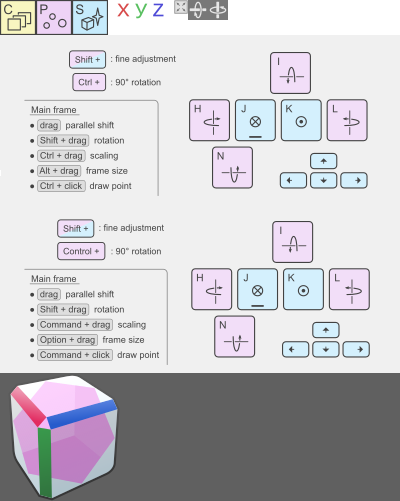 C P S x y z
Shift + : fine adjustment
Ctrl + : 90° rotation
I
H J K L
N
Main frame
drag parallel shift
Shift + drag rotation
Ctrl + drag scaling
Alt + drag frame size
Ctrl + click draw point
Shift + : fine adjustment
Control + : 90° rotation
I
H J K L
N
Main frame
drag parallel shift
Shift + drag rotation
Command + drag scaling
Option + drag frame size
Command + click draw point